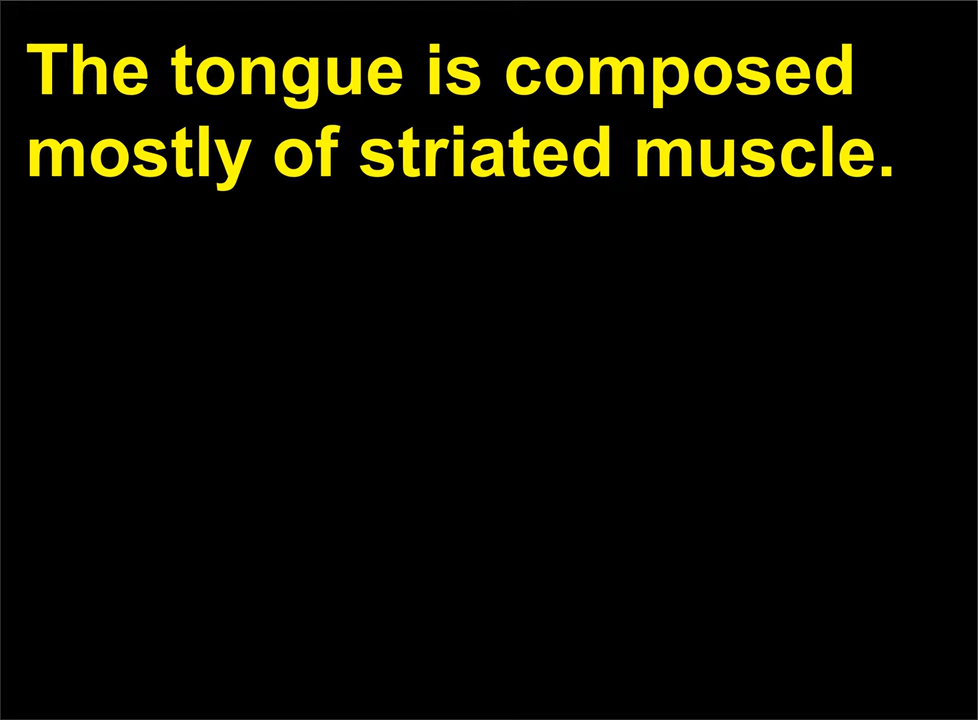 The tongue is composed
mostly of striated muscle.